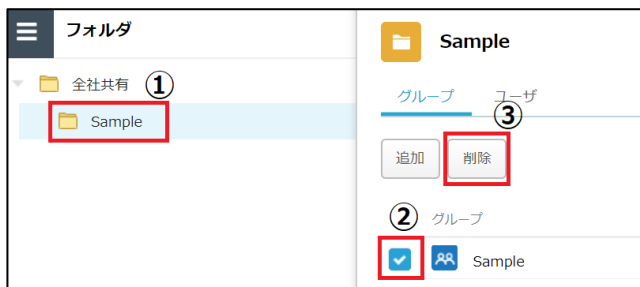 フォルダ
全社共有 ①
Sample
Sample
グループ ユーザ
③
追加 削除
② グループ
Sample